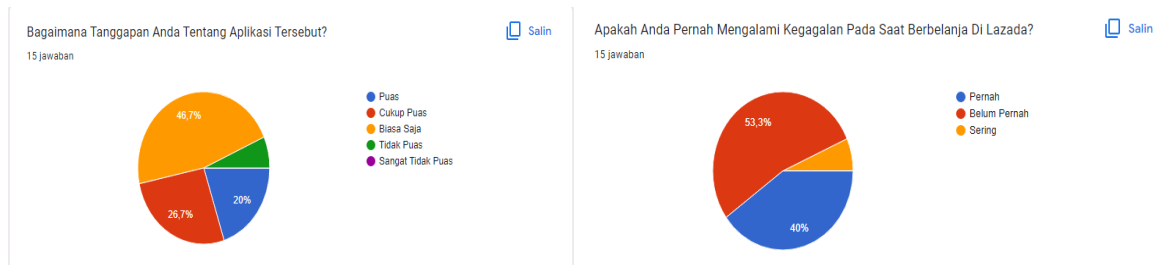 Bagaimana Tanggapan Anda Tentang Aplikasi Tersebut?
Salin
15 jawaban
46,7%
26,7%
20%
Puas
Cukup Puas
Biasa Saja
Tidak Puas
Sangat Tidak Puas
Apakah Anda Pernah Mengalami Kegagalan Pada Saat Berbelanja Di Lazada?
Salin
15 jawaban
53,3%
40%
Pernah
Belum Pernah
Sering